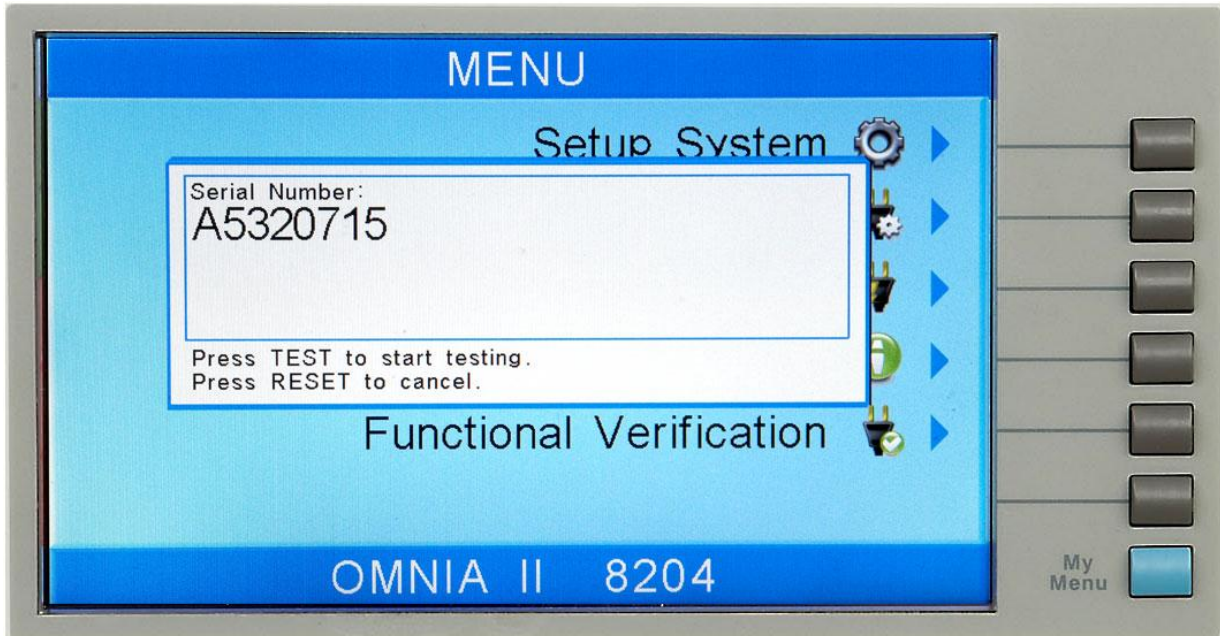 MENU
Setup System
Serial Number:
A5320715
Press TEST to start testing.
Press RESET to cancel.
Functional Verification
OMNIA II 8204
My
Menu